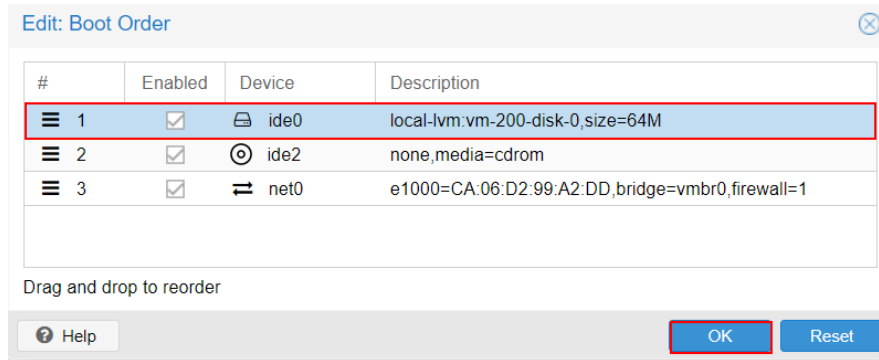 Edit: Boot Order
# Enabled Device Description
1 ide0 local-lvm:vm-200-disk-0,size=64M
2 ide2 none,media=cdrom
3 net0 e1000=CA:06:D2:99:A2:DD,bridge=vmbr0,firewall=1
Drag and drop to reorder
Help OK Reset